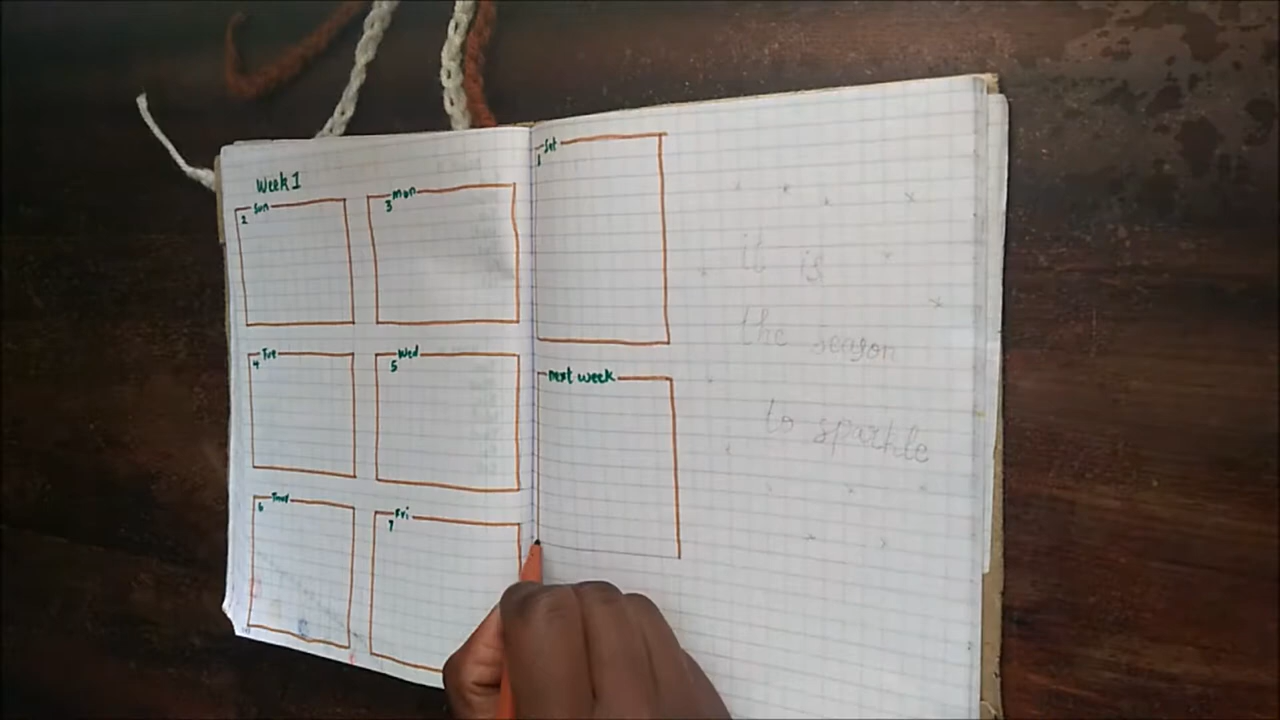 Week 1
Sun
2
mon
3
Tue
4
Wed
5
Thur
6
Fri
7
Sat
1
next week
it is
the season
to sparkle